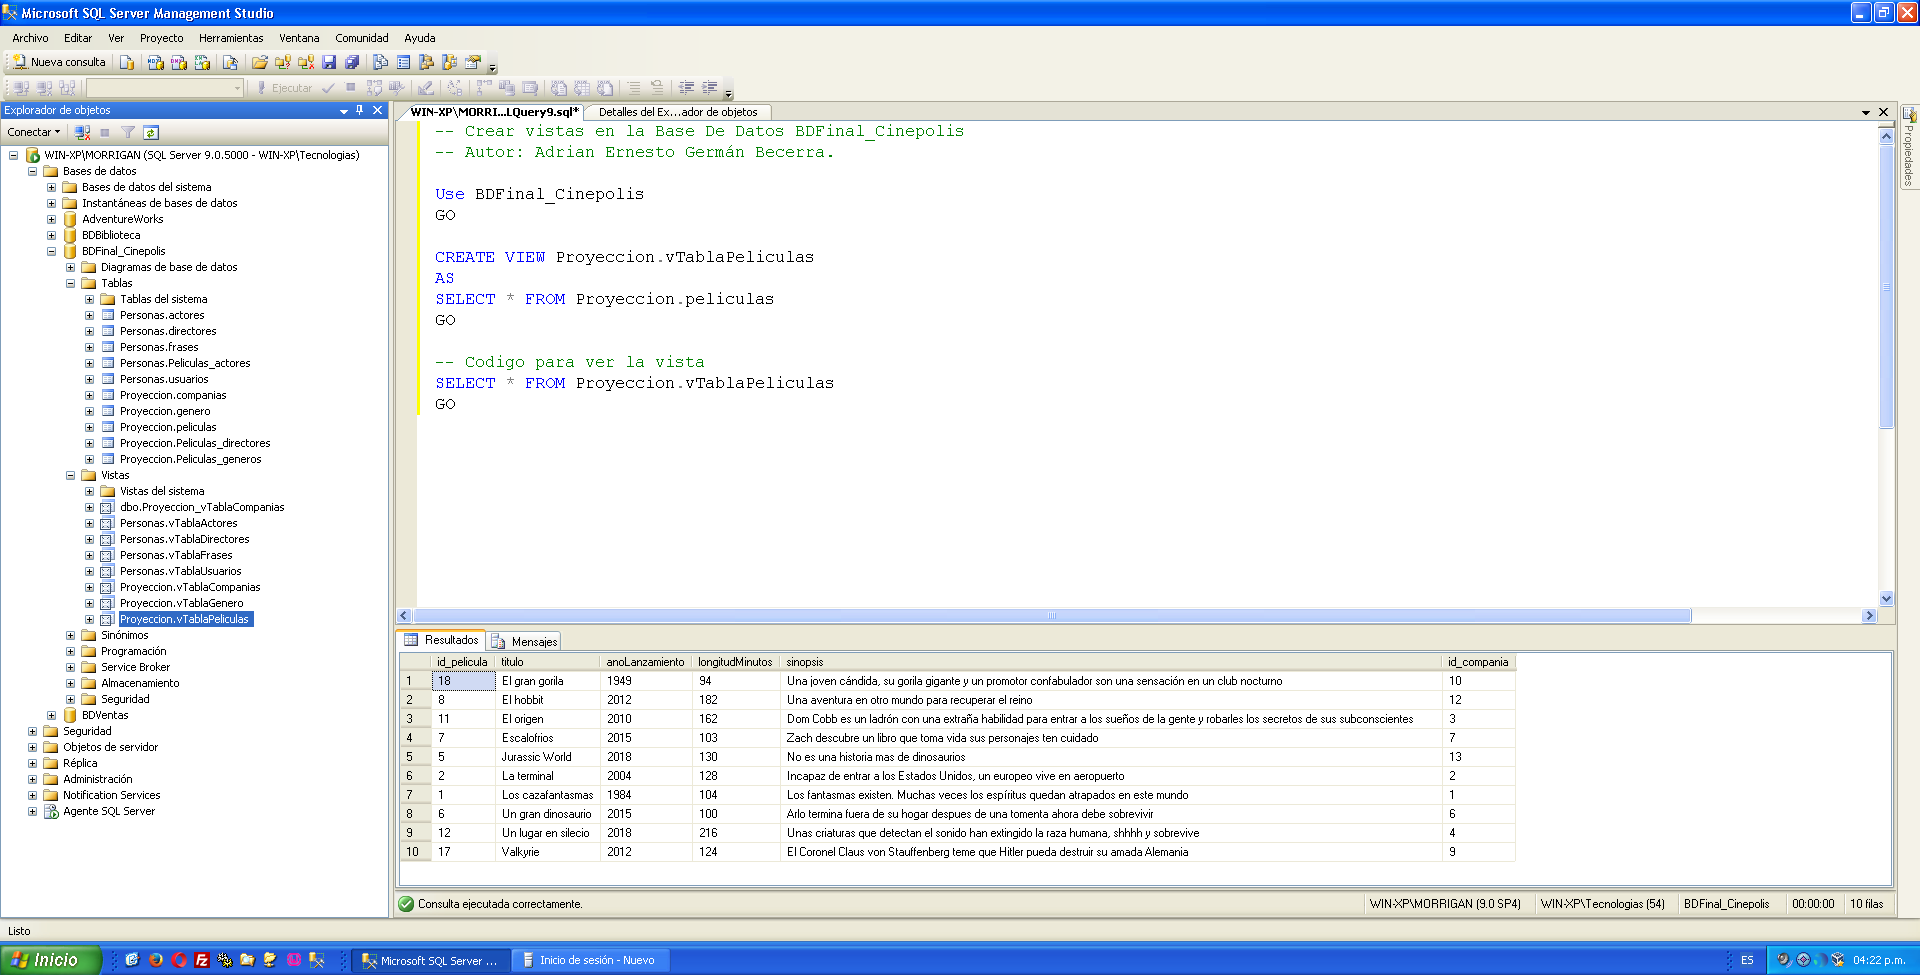 Microsoft SQL Server Management Studio
Archivo Editar Ver Proyecto Herramientas Ventana Comunidad Ayuda
Nueva consulta
Ejecutar
Explorador de objetos
Conectar
WIN-XP\MORRIGAN (SQL Server 9.0.5000 - WIN-XP\Tecnologias)
Bases de datos
Bases de datos del sistema
Instantáneas de bases de datos
AdventureWorks
BDBiblioteca
BDFinal_Cinepolis
Diagramas de base de datos
Tablas
Tablas del sistema
Personas.actores
Personas.directores
Personas.frases
Personas.Peliculas_actores
Personas.usuarios
Proyeccion.companias
Proyeccion.genero
Proyeccion.peliculas
Proyeccion.Peliculas_directores
Proyeccion.Peliculas_generos
Vistas
Vistas del sistema
dbo.Proyeccion_vTablaCompanias
Personas.vTablaActores
Personas.vTablaDirectores
Personas.vTablaFrases
Personas.vTablaUsuarios
Proyeccion.vTablaCompanias
Proyeccion.vTablaGenero
Proyeccion.vTablaPeliculas
Sinónimos
Programación
Service Broker
Almacenamiento
Seguridad
BDVentas
Seguridad
Objetos de servidor
Réplica
Administración
Notification Services
Agente SQL Server
WIN-XP\MORRI...LQuery9.sql* Detalles del Ex...ador de objetos
-- Crear vistas en la Base De Datos BDFinal_Cinepolis
-- Autor: Adrian Ernesto Germán Becerra.
Use BDFinal_Cinepolis
GO
CREATE VIEW Proyeccion.vTablaPeliculas
AS
SELECT * FROM Proyeccion.peliculas
GO
-- Codigo para ver la vista
SELECT * FROM Proyeccion.vTablaPeliculas
GO
Propiedades
Resultados Mensajes
id_pelicula titulo anoLanzamiento longitudMinutos sinopsis id_compania
1 18 El gran gorila 1949 94 Una joven cándida, su gorila gigante y un promotor confabulador son una sensación en un club nocturno 10
2 8 El hobbit 2012 182 Una aventura en otro mundo para recuperar el reino 12
3 11 El origen 2010 162 Dom Cobb es un ladrón con una extraña habilidad para entrar a los sueños de la gente y robarles los secretos de sus subconscientes 3
4 7 Escalofrios 2015 103 Zach descubre un libro que toma vida sus personajes ten cuidado 7
5 5 Jurassic World 2018 130 No es una historia mas de dinosaurios 13
6 2 La terminal 2004 128 Incapaz de entrar a los Estados Unidos, un europeo vive en aeropuerto 2
7 1 Los cazafantasmas 1984 104 Los fantasmas existen. Muchas veces los espíritus quedan atrapados en este mundo 1
8 6 Un gran dinosaurio 2015 100 Arlo termina fuera de su hogar despues de una tomenta ahora debe sobrevivir 6
9 12 Un lugar en silecio 2018 216 Unas criaturas que detectan el sonido han extingido la raza humana, shhhh y sobrevive 4
10 17 Valkyrie 2012 124 El Coronel Claus von Stauffenberg teme que Hitler pueda destruir su amada Alemania 9
Consulta ejecutada correctamente. WIN-XP\MORRIGAN (9.0 SP4) WIN-XP\Tecnologias (54) BDFinal_Cinepolis 00:00:00 10 filas
Listo
Inicio Microsoft SQL Server ... Inicio de sesión - Nuevo ES 04:22 p.m.